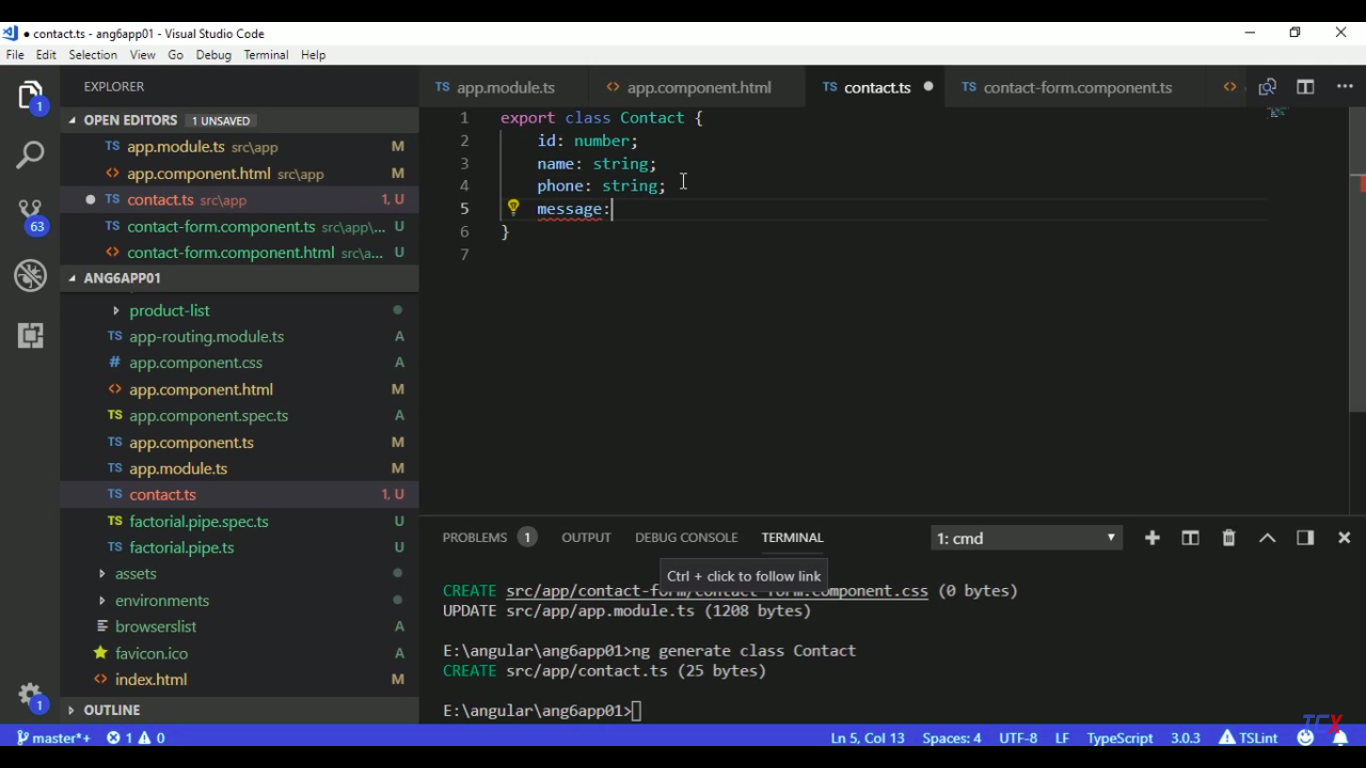 ● contact.ts - ang6app01 - Visual Studio Code
File Edit Selection View Go Debug Terminal Help
EXPLORER
OPEN EDITORS 1 UNSAVED
TS app.module.ts src\app M
<> app.component.html src\app M
● TS contact.ts src\app 1, U
TS contact-form.component.ts src\app\... U
<> contact-form.component.html src\a... U
ANG6APP01
product-list
TS app-routing.module.ts A
# app.component.css A
<> app.component.html M
TS app.component.spec.ts A
TS app.component.ts M
TS app.module.ts M
TS contact.ts 1, U
TS factorial.pipe.spec.ts U
TS factorial.pipe.ts U
assets
environments
browserslist A
favicon.ico A
<> index.html M
OUTLINE
1
63
1
TS app.module.ts <> app.component.html TS contact.ts ● TS contact-form.component.ts <>
1 export class Contact {
2 id: number;
3 name: string;
4 phone: string;
5 message:
6 }
7
PROBLEMS 1 OUTPUT DEBUG CONSOLE TERMINAL 1: cmd
Ctrl + click to follow link
CREATE src/app/contact-form/contact-form.component.css (0 bytes)
UPDATE src/app/app.module.ts (1208 bytes)
E:\angular\ang6app01>ng generate class Contact
CREATE src/app/contact.ts (25 bytes)
E:\angular\ang6app01>
master*+ 1 0 Ln 5, Col 13 Spaces: 4 UTF-8 LF TypeScript 3.0.3 TSLint
TCX